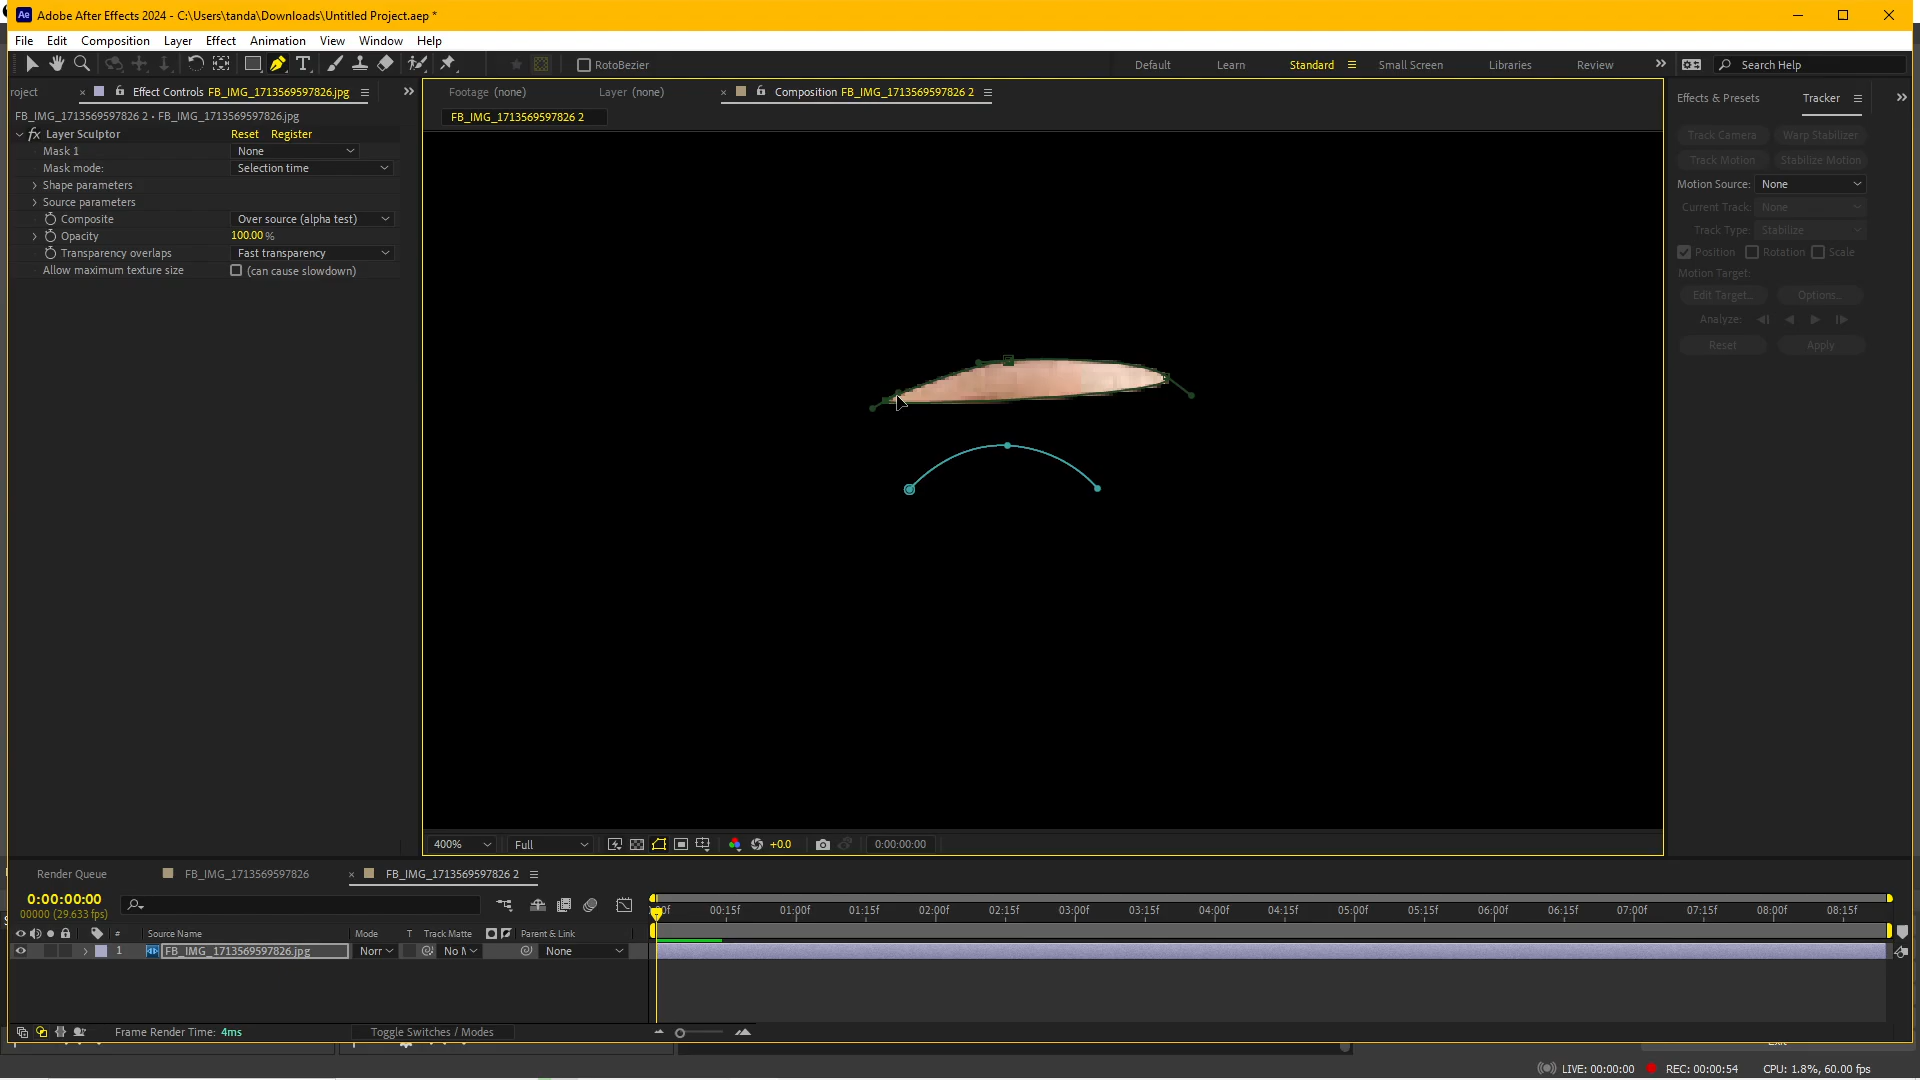 Adobe After Effects 2024 - C:\Users\tanda\Downloads\Untitled Project.aep *
File Edit Composition Layer Effect Animation View Window Help
RotoBezier
Default Learn Standard Small Screen Libraries Review
Search Help
roject
Effect Controls FB_IMG_1713569597826.jpg
Footage (none) Layer (none) Composition FB_IMG_1713569597826 2
Effects & Presets Tracker
FB_IMG_1713569597826 2 • FB_IMG_1713569597826.jpg
FB_IMG_1713569597826 2
fx Layer Sculptor Reset Register
Mask 1 None
Mask mode: Selection time
Shape parameters
Source parameters
Composite Over source (alpha test)
Opacity 100.00 %
Transparency overlaps Fast transparency
Allow maximum texture size (can cause slowdown)
Track Camera Warp Stabilizer
Track Motion Stabilize Motion
Motion Source: None
Current Track: None
Track Type: Stabilize
Position Rotation Scale
Motion Target:
Edit Target... Options...
Analyze:
Reset Apply
400% Full +0.0 0:00:00:00
Render Queue FB_IMG_1713569597826 FB_IMG_1713569597826 2
0:00:00:00
00000 (29.633 fps)
00f 00:15f 01:00f 01:15f 02:00f 02:15f 03:00f 03:15f 04:00f 04:15f 05:00f 05:15f 06:00f 06:15f 07:00f 07:15f 08:00f 08:15f
# Source Name Mode T Track Matte Parent & Link
1 FB_IMG_1713569597826.jpg Norr No M None
Frame Render Time: 4ms Toggle Switches / Modes
LIVE: 00:00:00 REC: 00:00:54 CPU: 1.8%, 60.00 fps